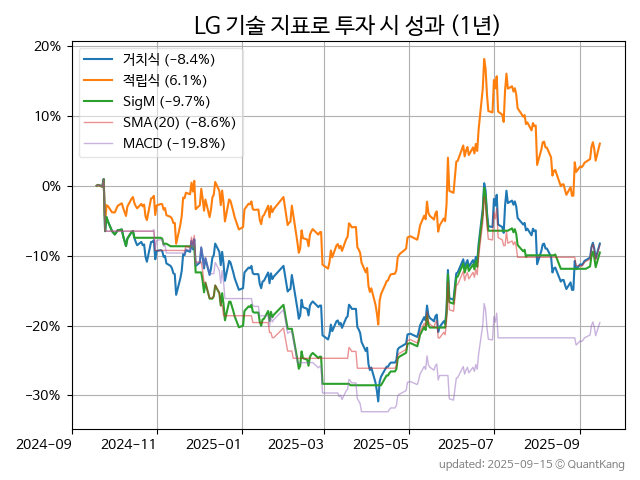 LG 기술 지표로 투자 시 성과 (1년)
20%
10%
0%
−10%
−20%
−30%
거치식 (−8.4%)
적립식 (6.1%)
SigM (−9.7%)
SMA(20) (−8.6%)
MACD (−19.8%)
2024-09 2024-11 2025-01 2025-03 2025-05 2025-07 2025-09
updated: 2025-09-15 ⓒ QuantKang